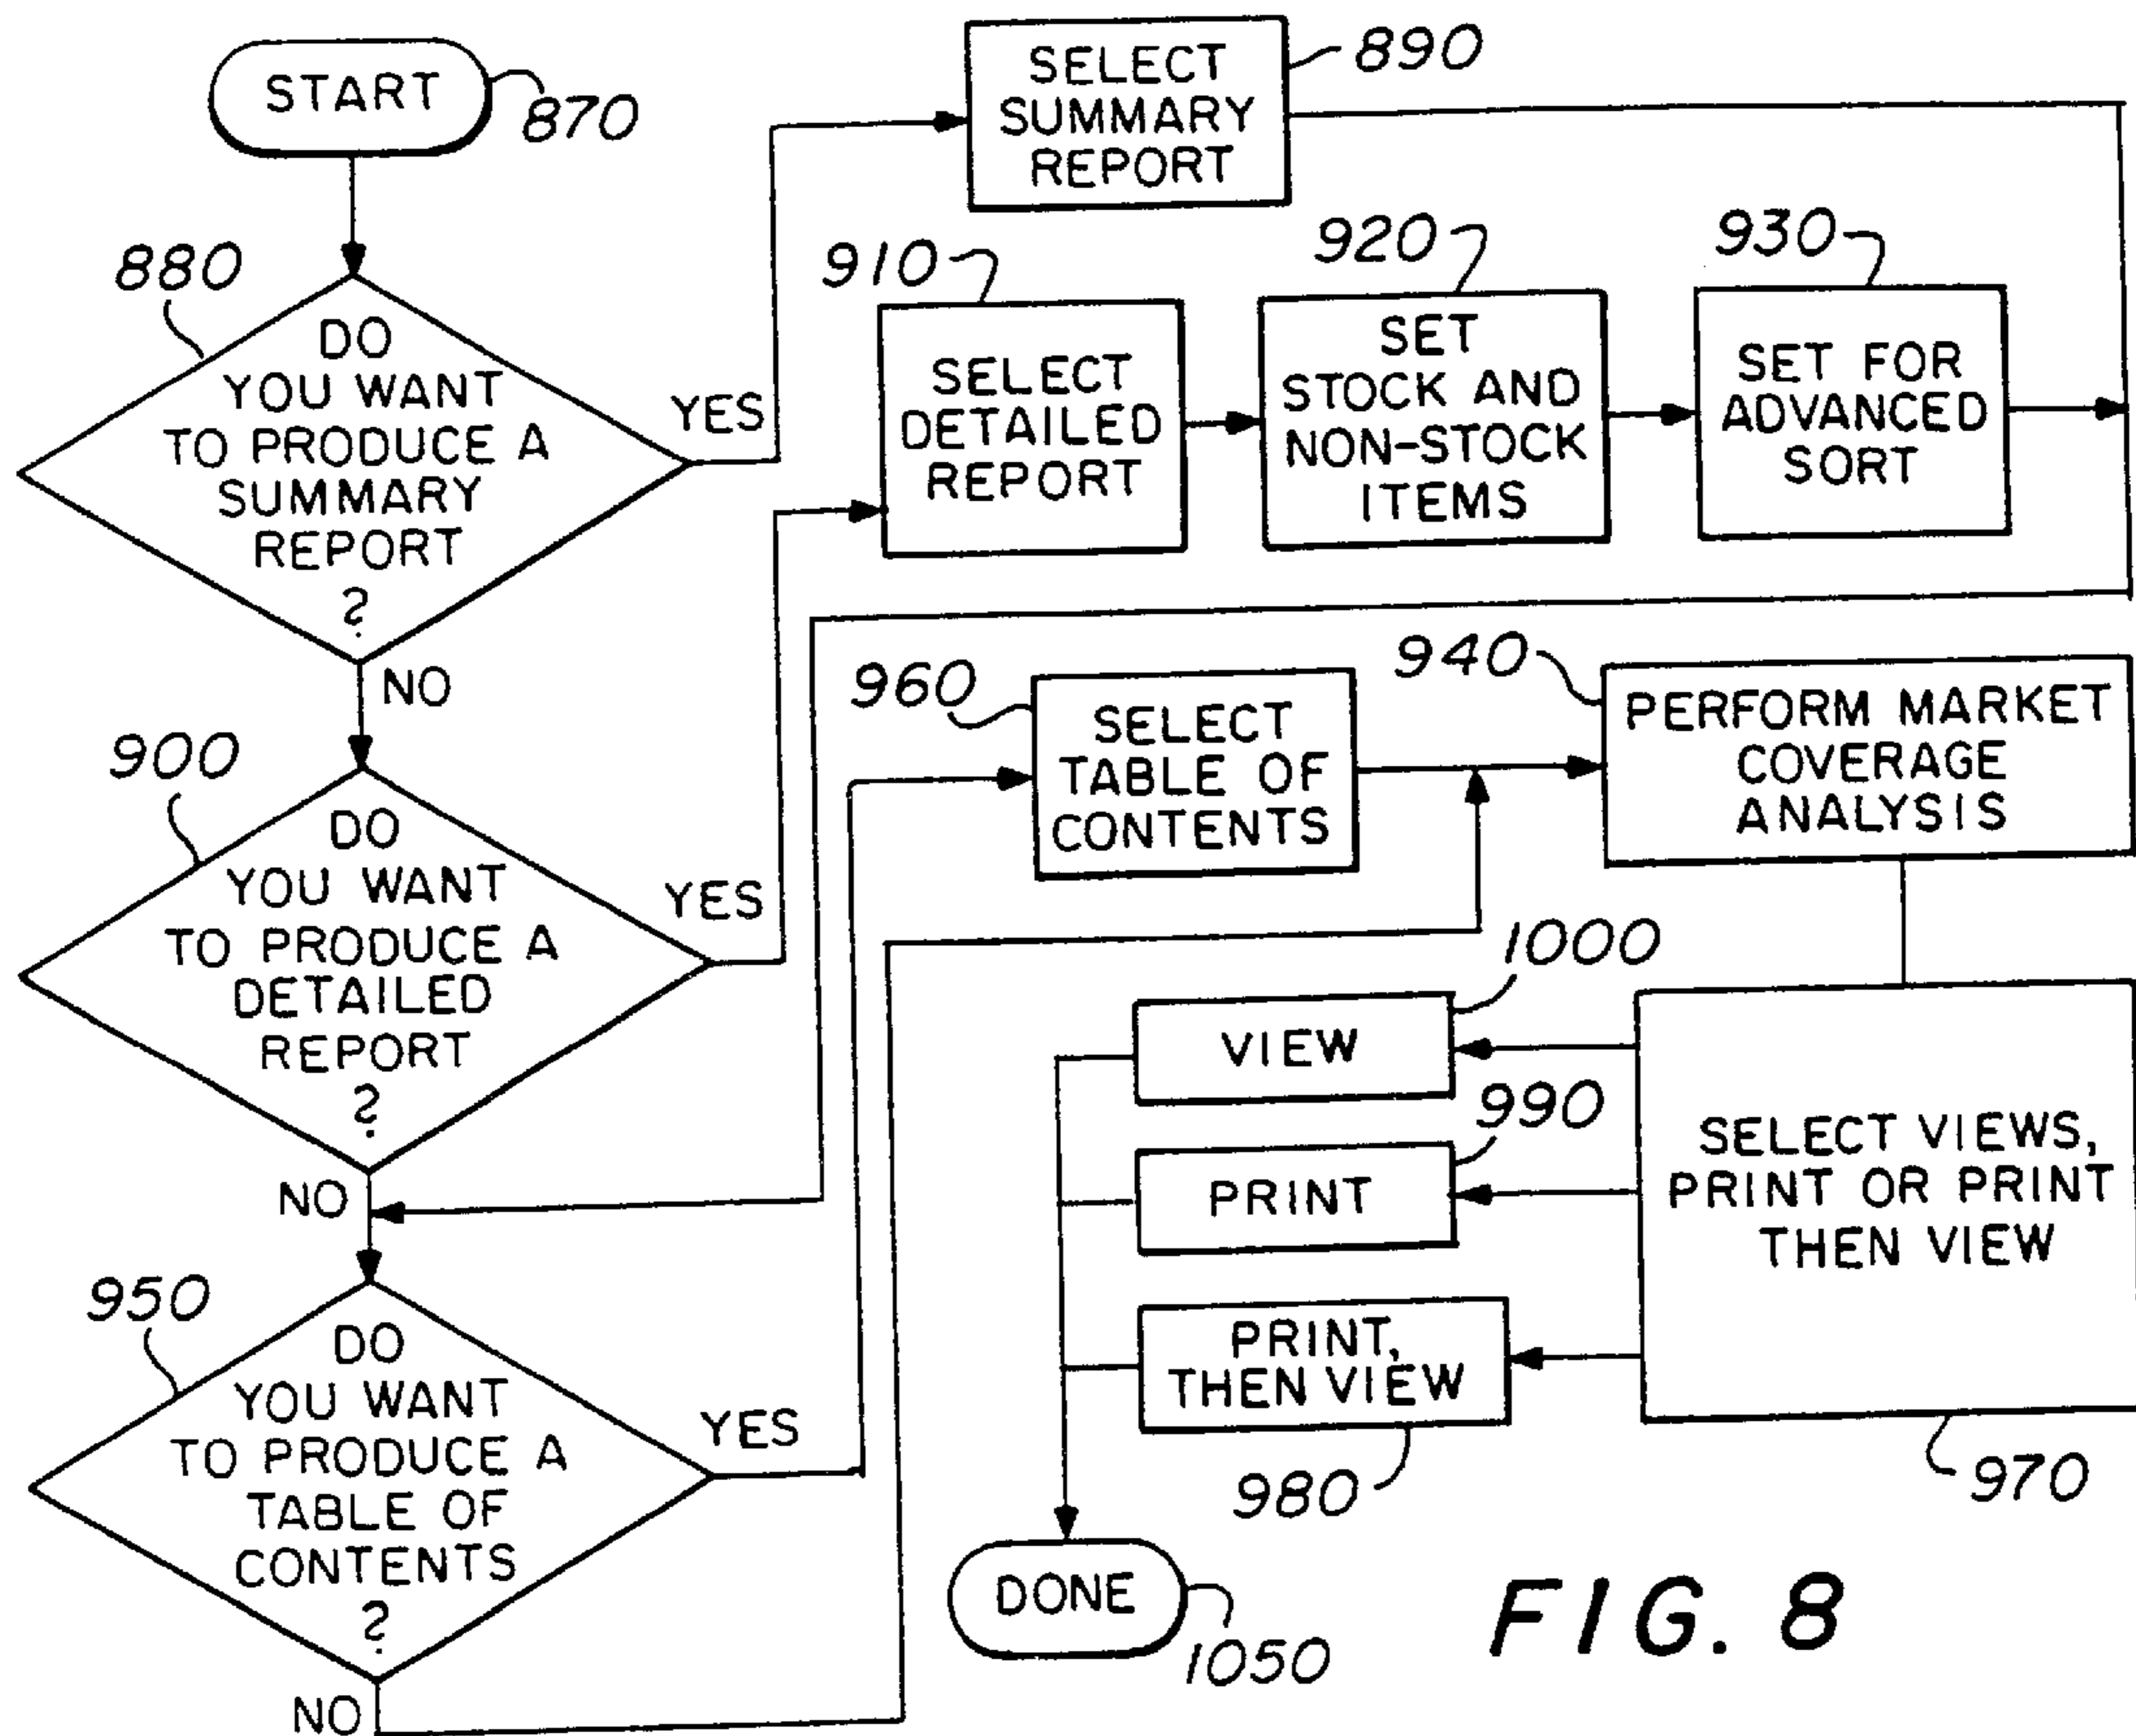 START
870
SELECT
SUMMARY
REPORT
890
880
DO
YOU WANT
TO PRODUCE A
SUMMARY
REPORT
?
YES
NO
910
SELECT
DETAILED
REPORT
920
SET
STOCK AND
NON-STOCK
ITEMS
930
SET FOR
ADVANCED
SORT
900
DO
YOU WANT
TO PRODUCE A
DETAILED
REPORT
?
YES
NO
960
SELECT
TABLE OF
CONTENTS
940
PERFORM MARKET
COVERAGE
ANALYSIS
950
DO
YOU WANT
TO PRODUCE A
TABLE OF
CONTENTS
?
YES
NO
1000
VIEW
990
PRINT
PRINT,
THEN VIEW
980
SELECT VIEWS,
PRINT OR PRINT
THEN VIEW
970
DONE
1050
FIG. 8